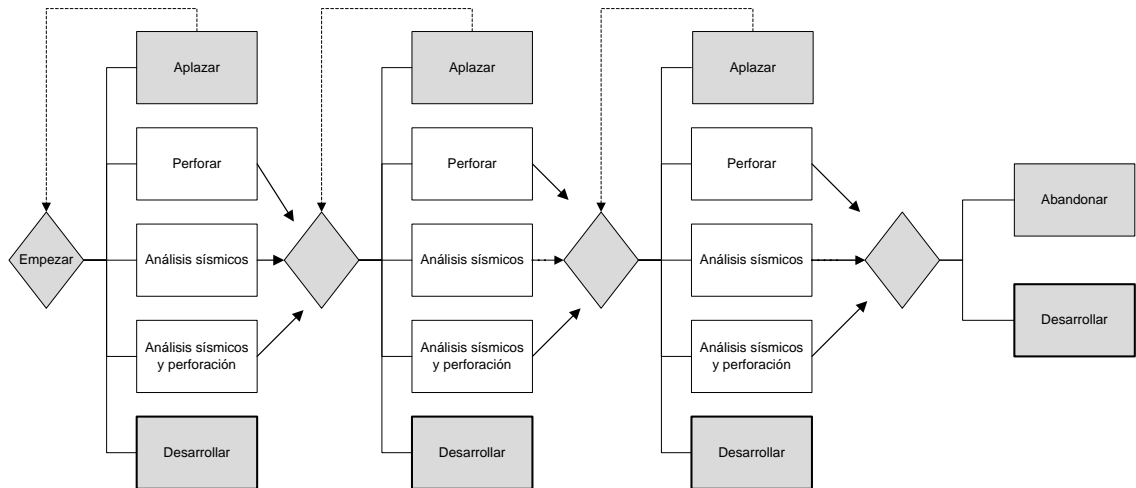 Empezar
Aplazar
Perforar
Análisis sísmicos
Análisis sísmicos
y perforación
Desarrollar
Aplazar
Perforar
Análisis sísmicos
Análisis sísmicos
y perforación
Desarrollar
Aplazar
Perforar
Análisis sísmicos
Análisis sísmicos
y perforación
Desarrollar
Abandonar
Desarrollar